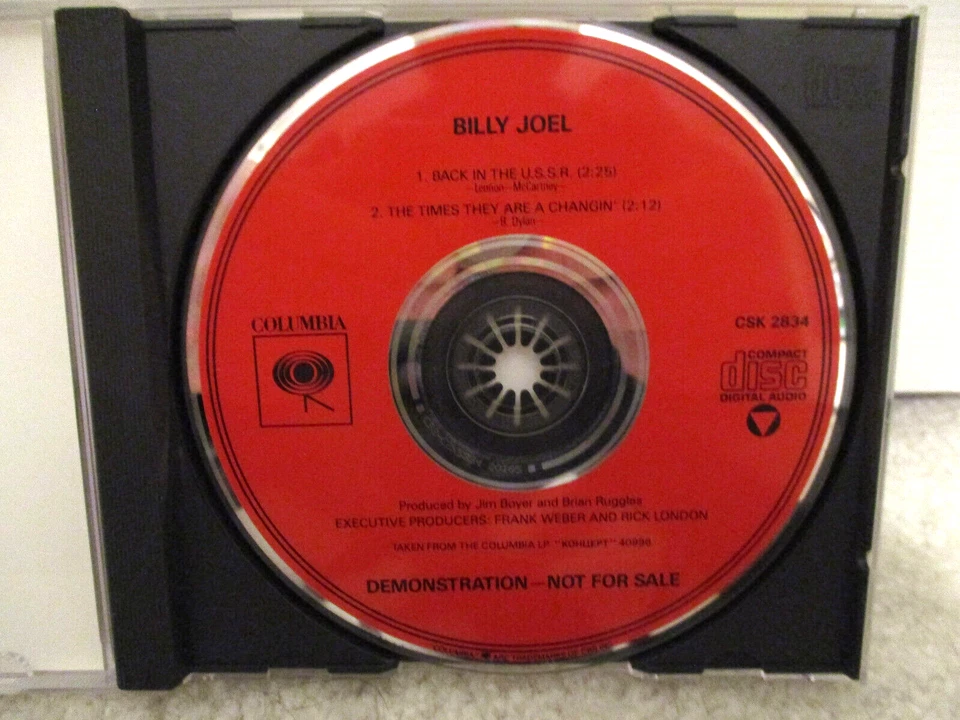 BILLY JOEL
1. BACK IN THE U.S.S.R. (2:25)
—Lennon—McCartney—
2. THE TIMES THEY ARE A CHANGIN' (2:12)
—B. Dylan—
COLUMBIA
CSK 2834
COMPACT
disc
DIGITAL AUDIO
Produced by Jim Boyer and Brian Ruggles
EXECUTIVE PRODUCERS: FRANK WEBER AND RICK LONDON
TAKEN FROM THE COLUMBIA LP "КОНЦЕРТ" 40996
DEMONSTRATION—NOT FOR SALE
COLUMBIA
disc